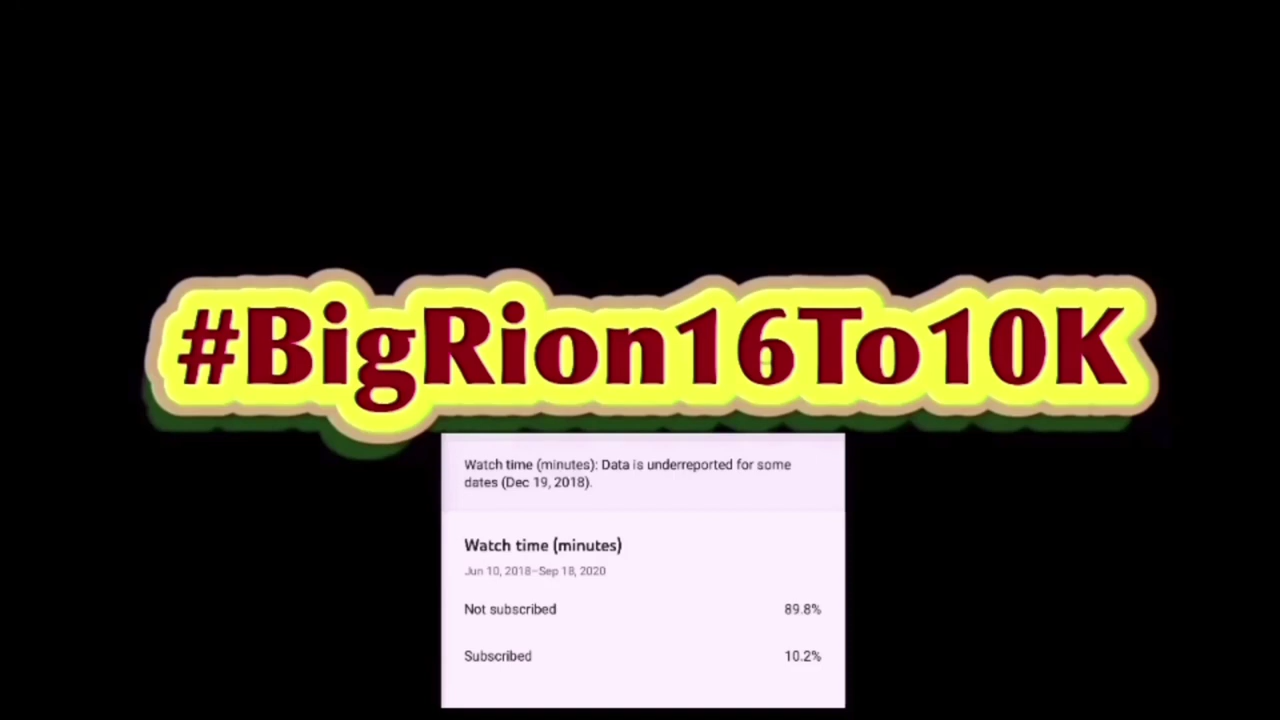 #BigRion16To10K
Watch time (minutes): Data is underreported for some
dates (Dec 19, 2018).
Watch time (minutes)
Jun 10, 2018–Sep 18, 2020
Not subscribed 89.8%
Subscribed 10.2%